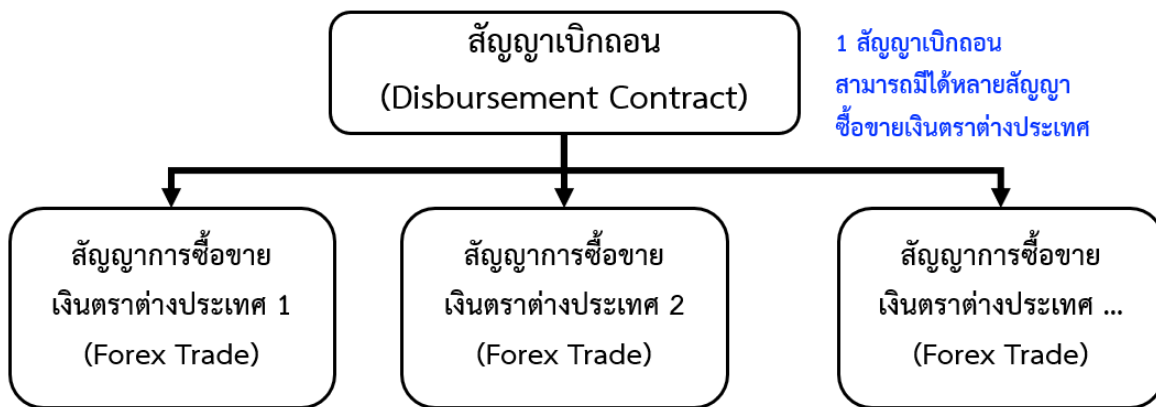 สัญญาเบิกถอน
(Disbursement Contract)
1 สัญญาเบิกถอน
สามารถมีได้หลายสัญญา
ซื้อขายเงินตราต่างประเทศ
สัญญาการซื้อขาย
เงินตราต่างประเทศ 1
(Forex Trade)
สัญญาการซื้อขาย
เงินตราต่างประเทศ 2
(Forex Trade)
สัญญาการซื้อขาย
เงินตราต่างประเทศ ...
(Forex Trade)